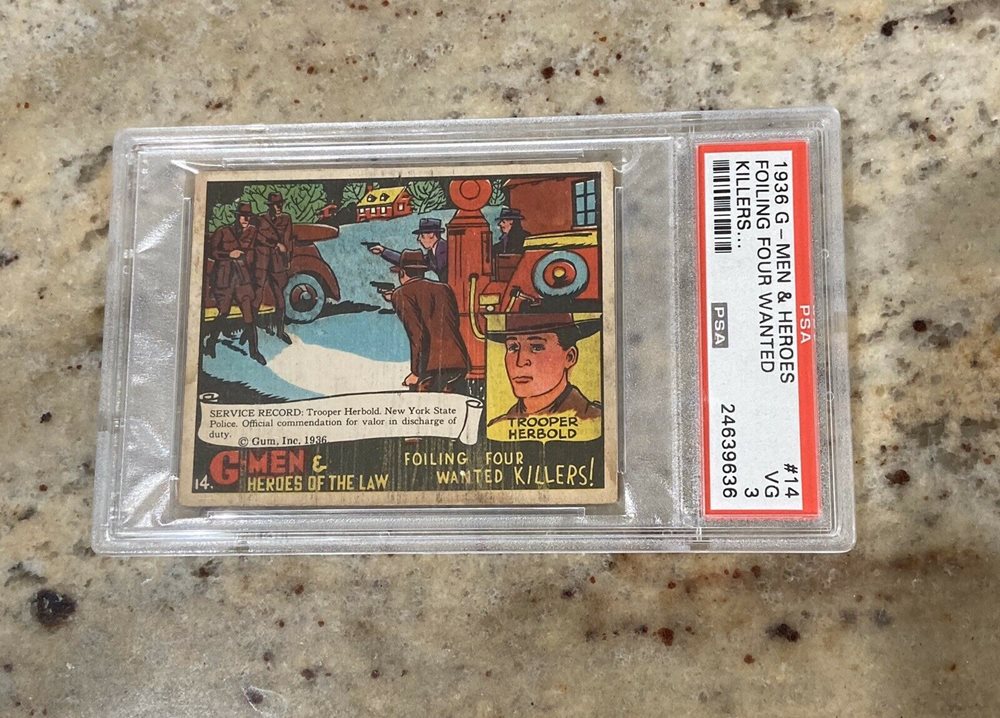 SERVICE RECORD: Trooper Herbold. New York State
Police. Official commendation for valor in discharge of
duty.
© Gum, Inc. 1936
TROOPER
HERBOLD
14.
G-MEN &
HEROES OF THE LAW
FOILING FOUR
WANTED KILLERS!
PSA
1936 G-MEN & HEROES
FOILING FOUR WANTED
KILLERS...
PSA
#14
VG
3
24639636